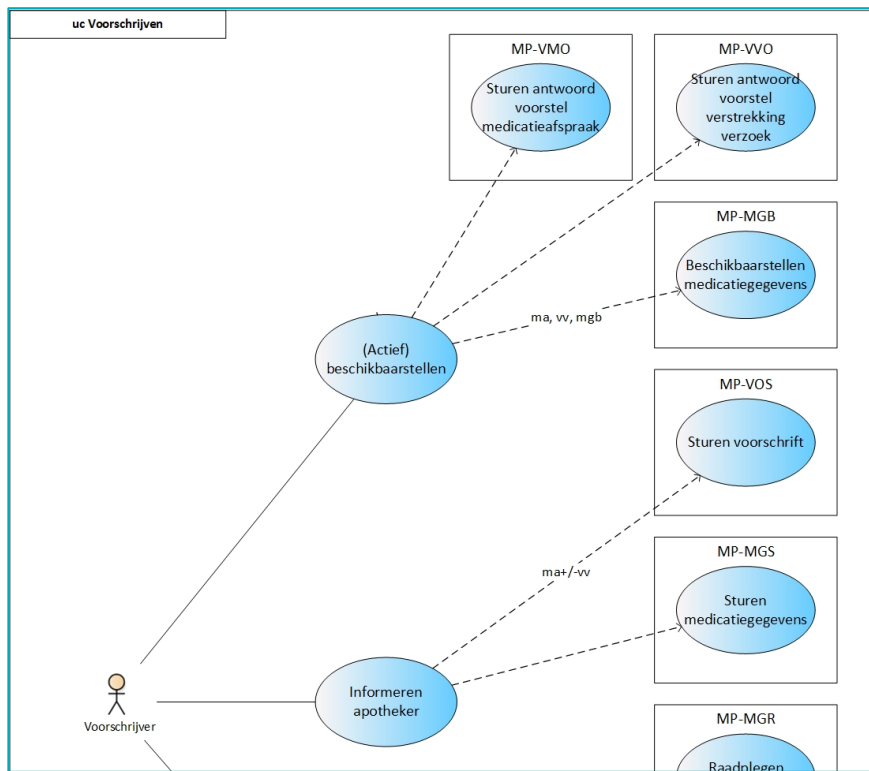 uc Voorschrijven
MP-VMO
Sturen antwoord
voorstel
medicatieafspraak
MP-VVO
Sturen antwoord
voorstel
verstrekking
verzoek
MP-MGB
Beschikbaarstellen
medicatiegegevens
ma, vv, mgb
(Actief)
beschikbaarstellen
MP-VOS
Sturen voorschrift
ma+/-vv
MP-MGS
Sturen
medicatiegegevens
Informeren
apotheker
Voorschrijver
MP-MGR
Raadplegen